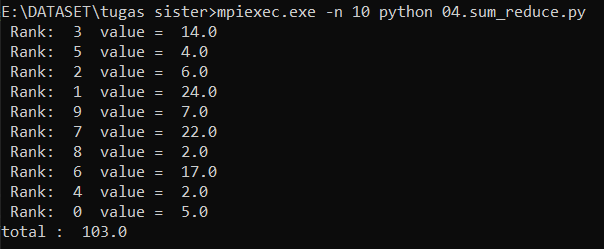 E:\DATASET\tugas sister>mpiexec.exe -n 10 python 04.sum_reduce.py
Rank:  3  value =  14.0
Rank:  5  value =  4.0
Rank:  2  value =  6.0
Rank:  1  value =  24.0
Rank:  9  value =  7.0
Rank:  7  value =  22.0
Rank:  8  value =  2.0
Rank:  6  value =  17.0
Rank:  4  value =  2.0
Rank:  0  value =  5.0
total :  103.0